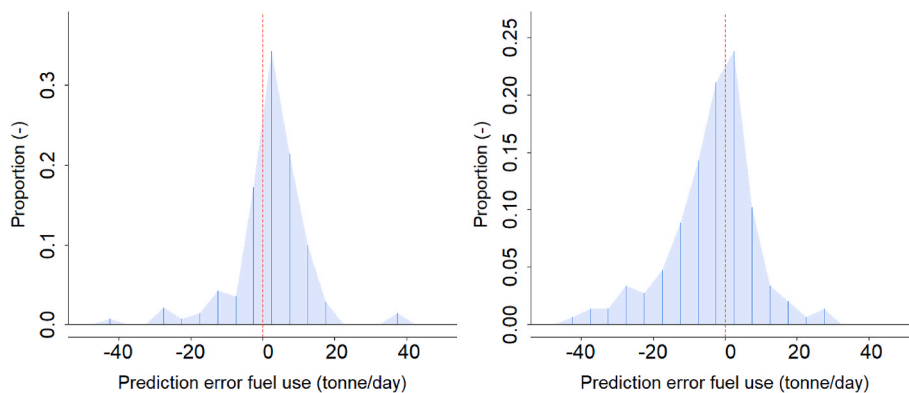 Proportion (-)
0.3
0.2
0.1
0.0
-40 -20 0 20 40
Prediction error fuel use (tonne/day)
Proportion (-)
0.25
0.20
0.15
0.10
0.05
0.00
-40 -20 0 20 40
Prediction error fuel use (tonne/day)